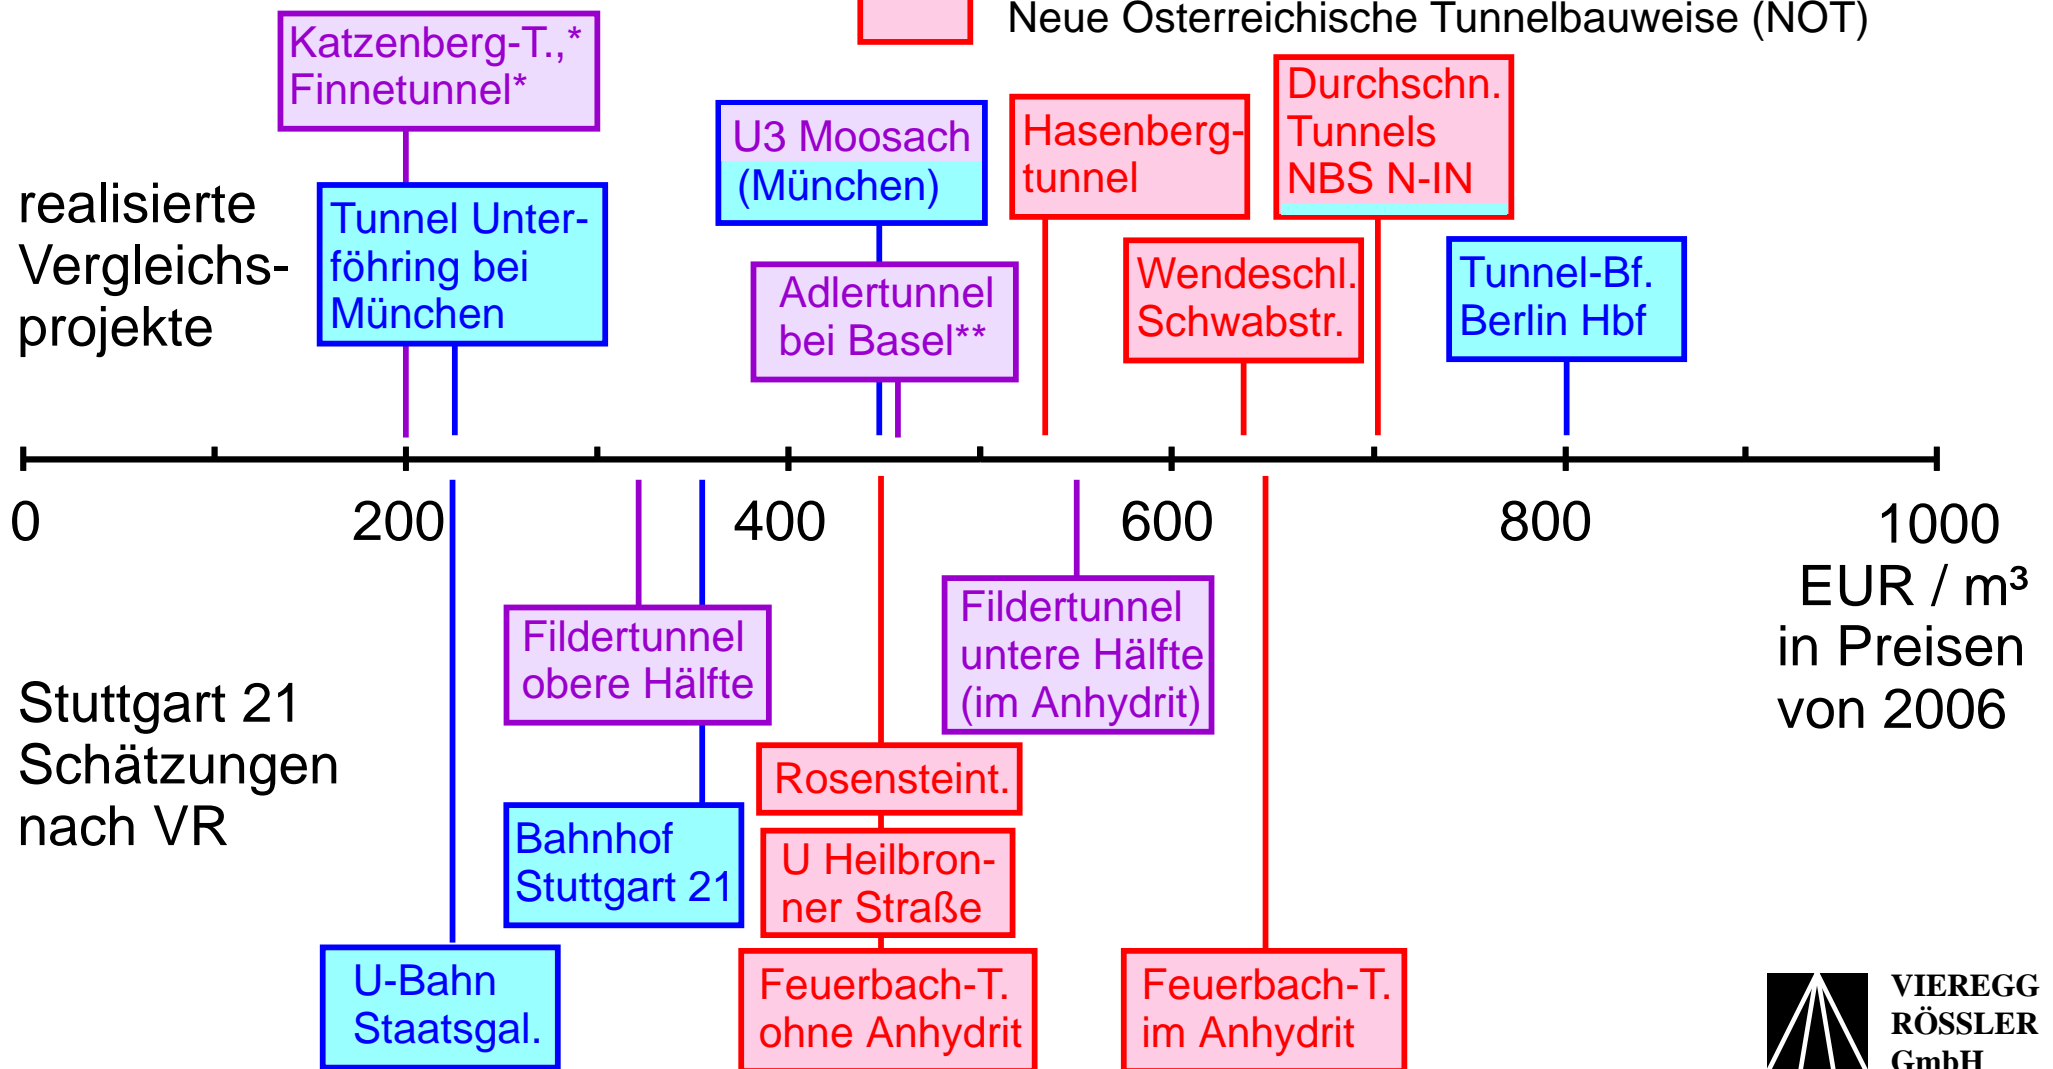 Neue Österreichische Tunnelbauweise (NÖT)
Katzenberg-T.,*
Finnetunnel*
Tunnel Unter-
föhring bei
München
U3 Moosach
(München)
Adlertunnel
bei Basel**
Hasenberg-
tunnel
Wendeschl.
Schwabstr.
Durchschn.
Tunnels
NBS N-IN
Tunnel-Bf.
Berlin Hbf
realisierte
Vergleichs-
projekte
0 200 400 600 800 1000
EUR / m³
in Preisen
von 2006
Stuttgart 21
Schätzungen
nach VR
Fildertunnel
obere Hälfte
Fildertunnel
untere Hälfte
(im Anhydrit)
Rosensteint.
Bahnhof
Stuttgart 21
U Heilbron-
ner Straße
U-Bahn
Staatsgal.
Feuerbach-T.
ohne Anhydrit
Feuerbach-T.
im Anhydrit
VIEREGG
RÖSSLER
GmbH